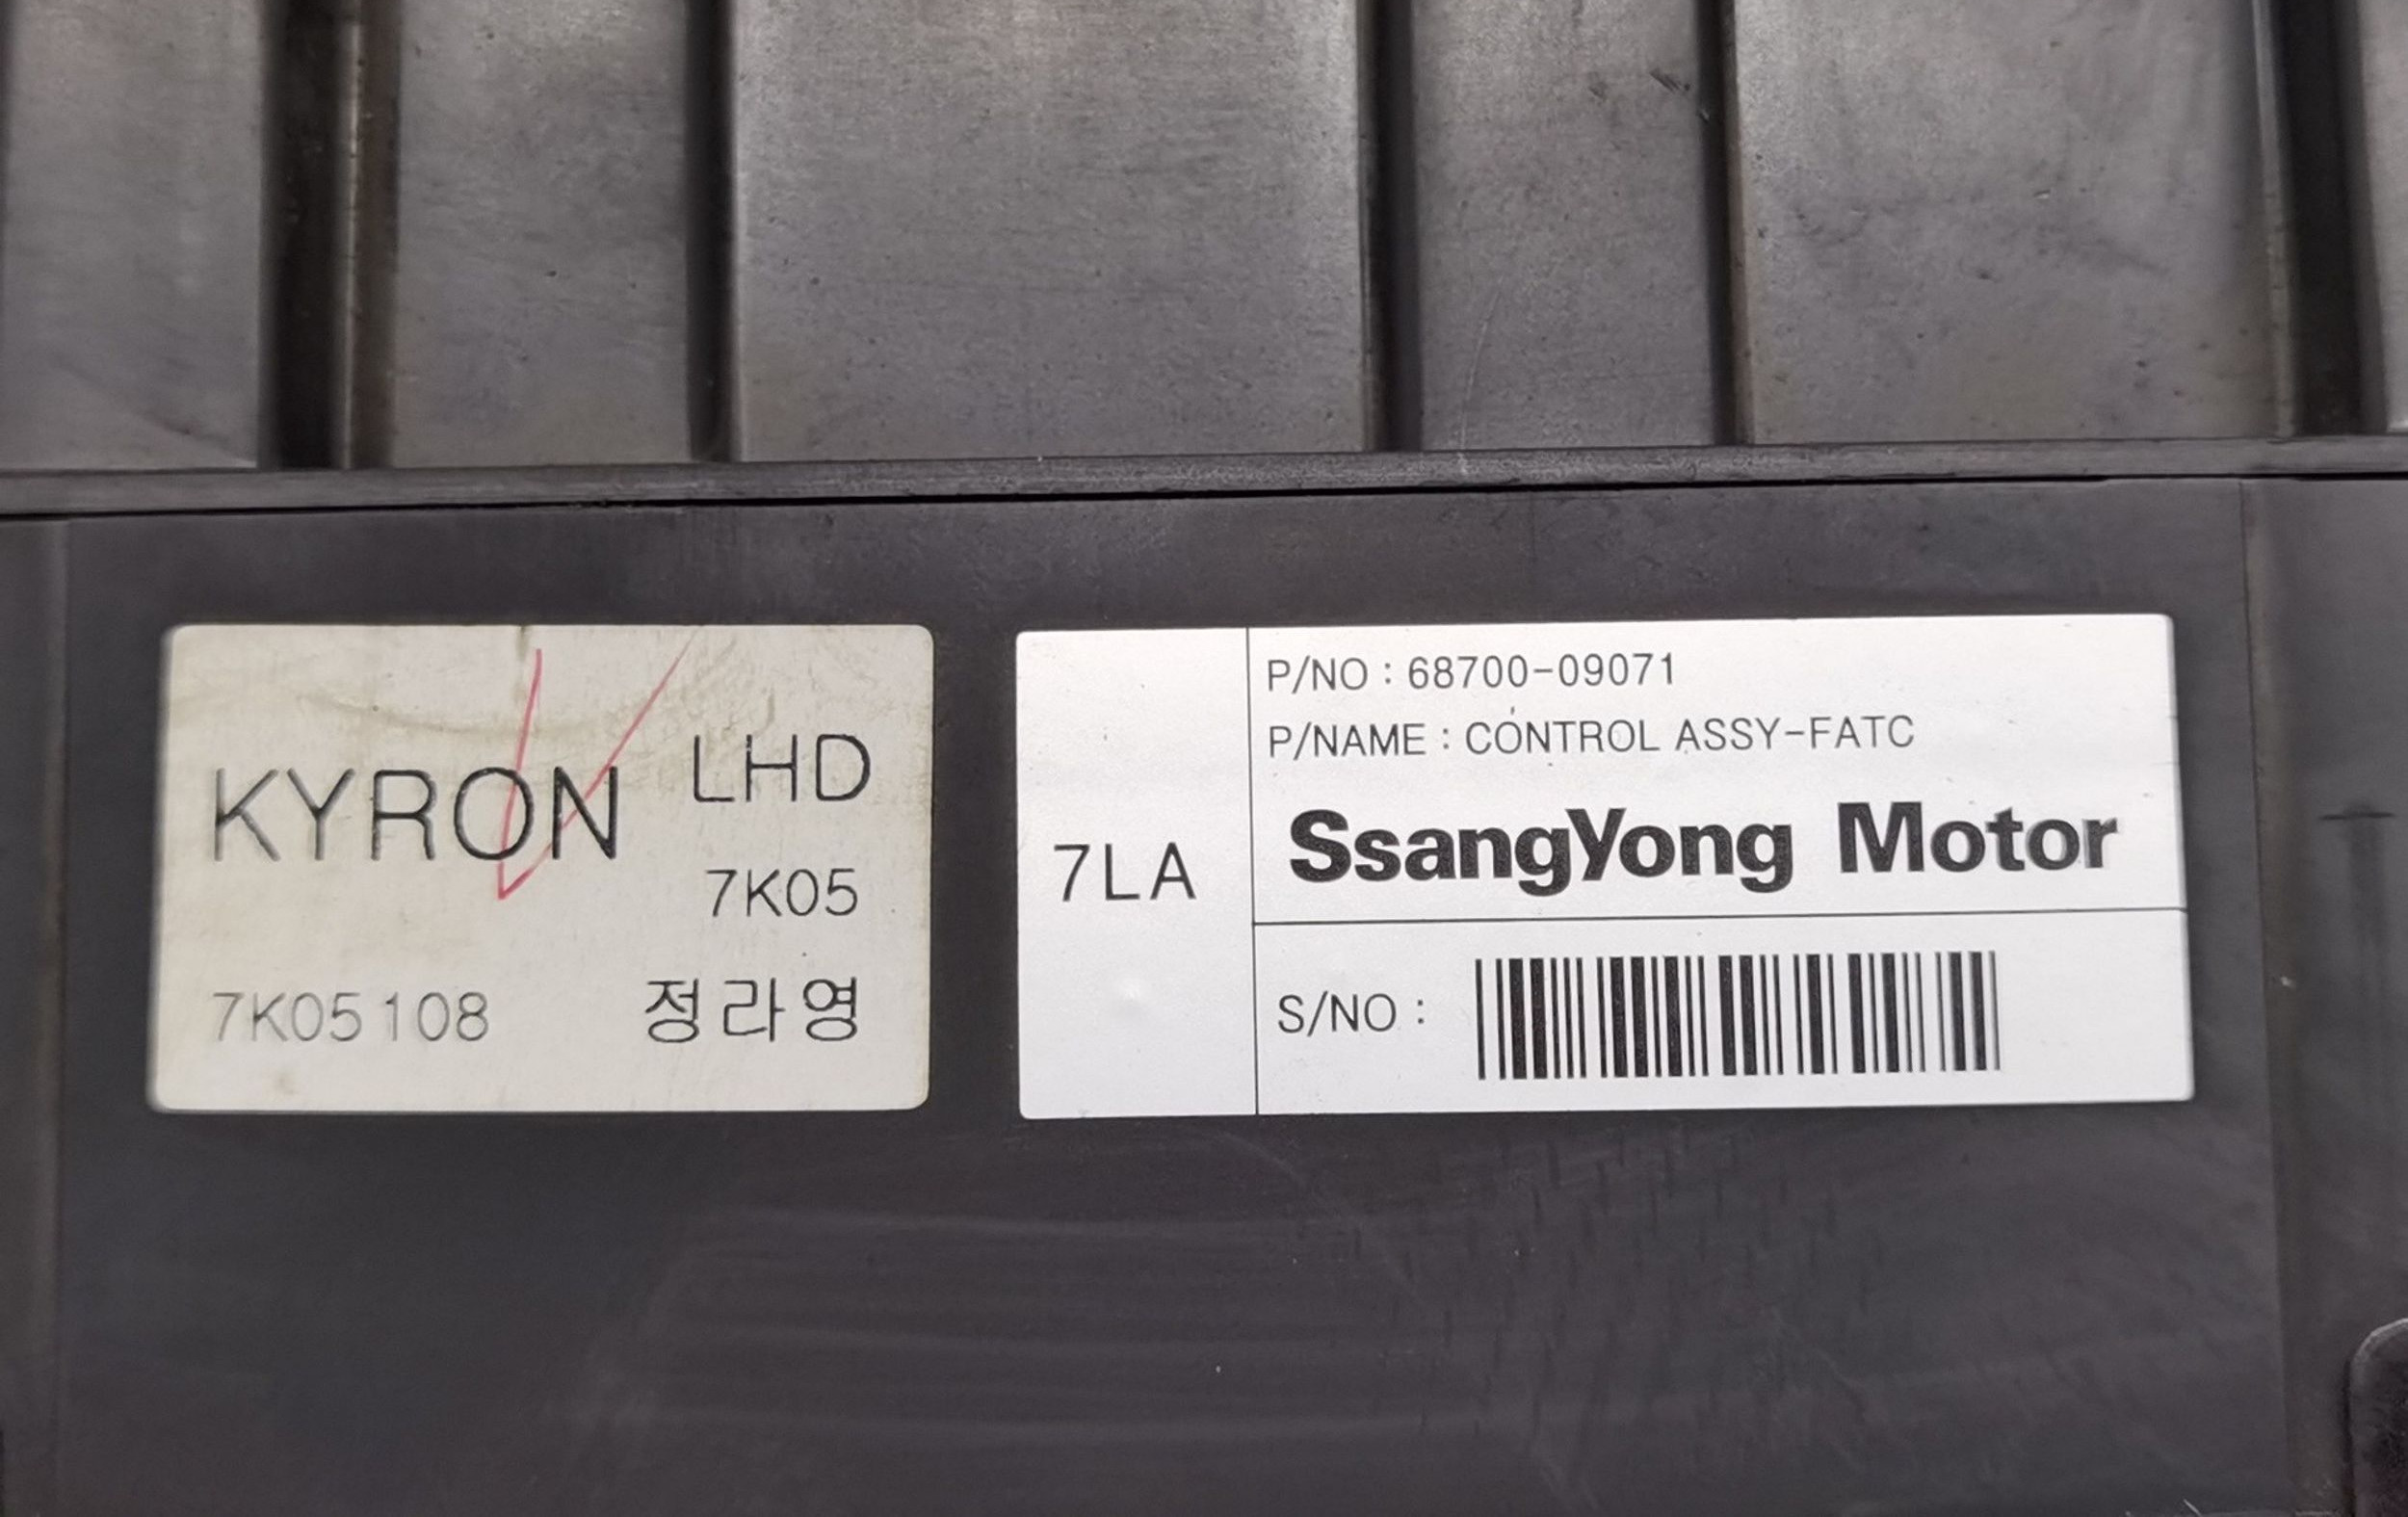 KYRON LHD
7K05
7K05108 정라영
7LA
P/NO : 68700-09071
P/NAME : CONTROL ASSY-FATC
SsangYong Motor
S/NO :